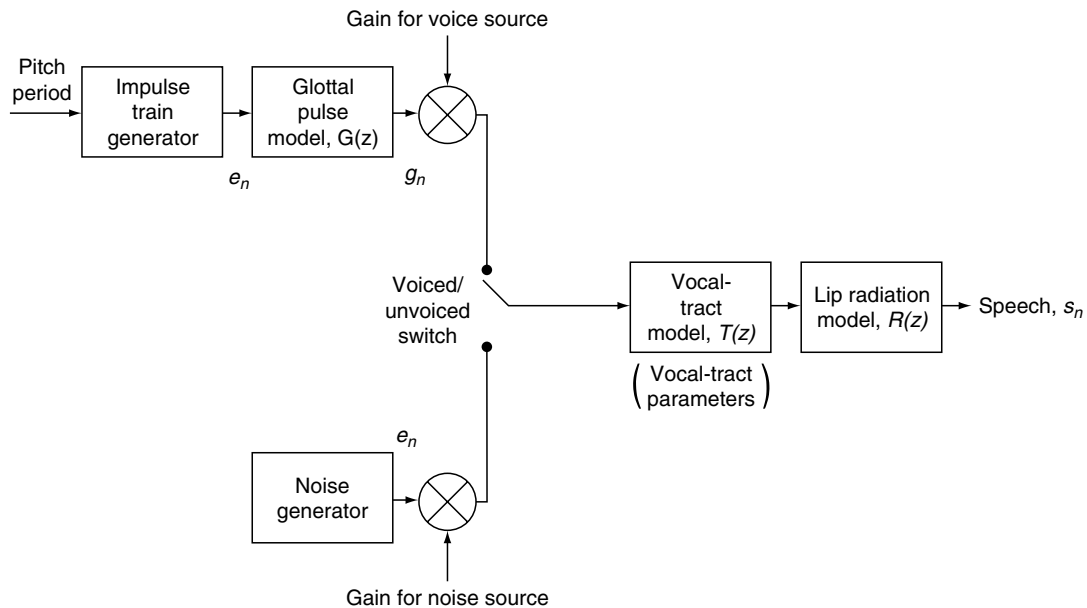 Gain for voice source
Pitch
period
Impulse
train
generator
Glottal
pulse
model, G(z)
e_n
g_n
Voiced/
unvoiced
switch
Vocal-
tract
model, T(z)
(Vocal-tract
parameters)
Lip radiation
model, R(z)
Speech, s_n
e_n
Noise
generator
Gain for noise source